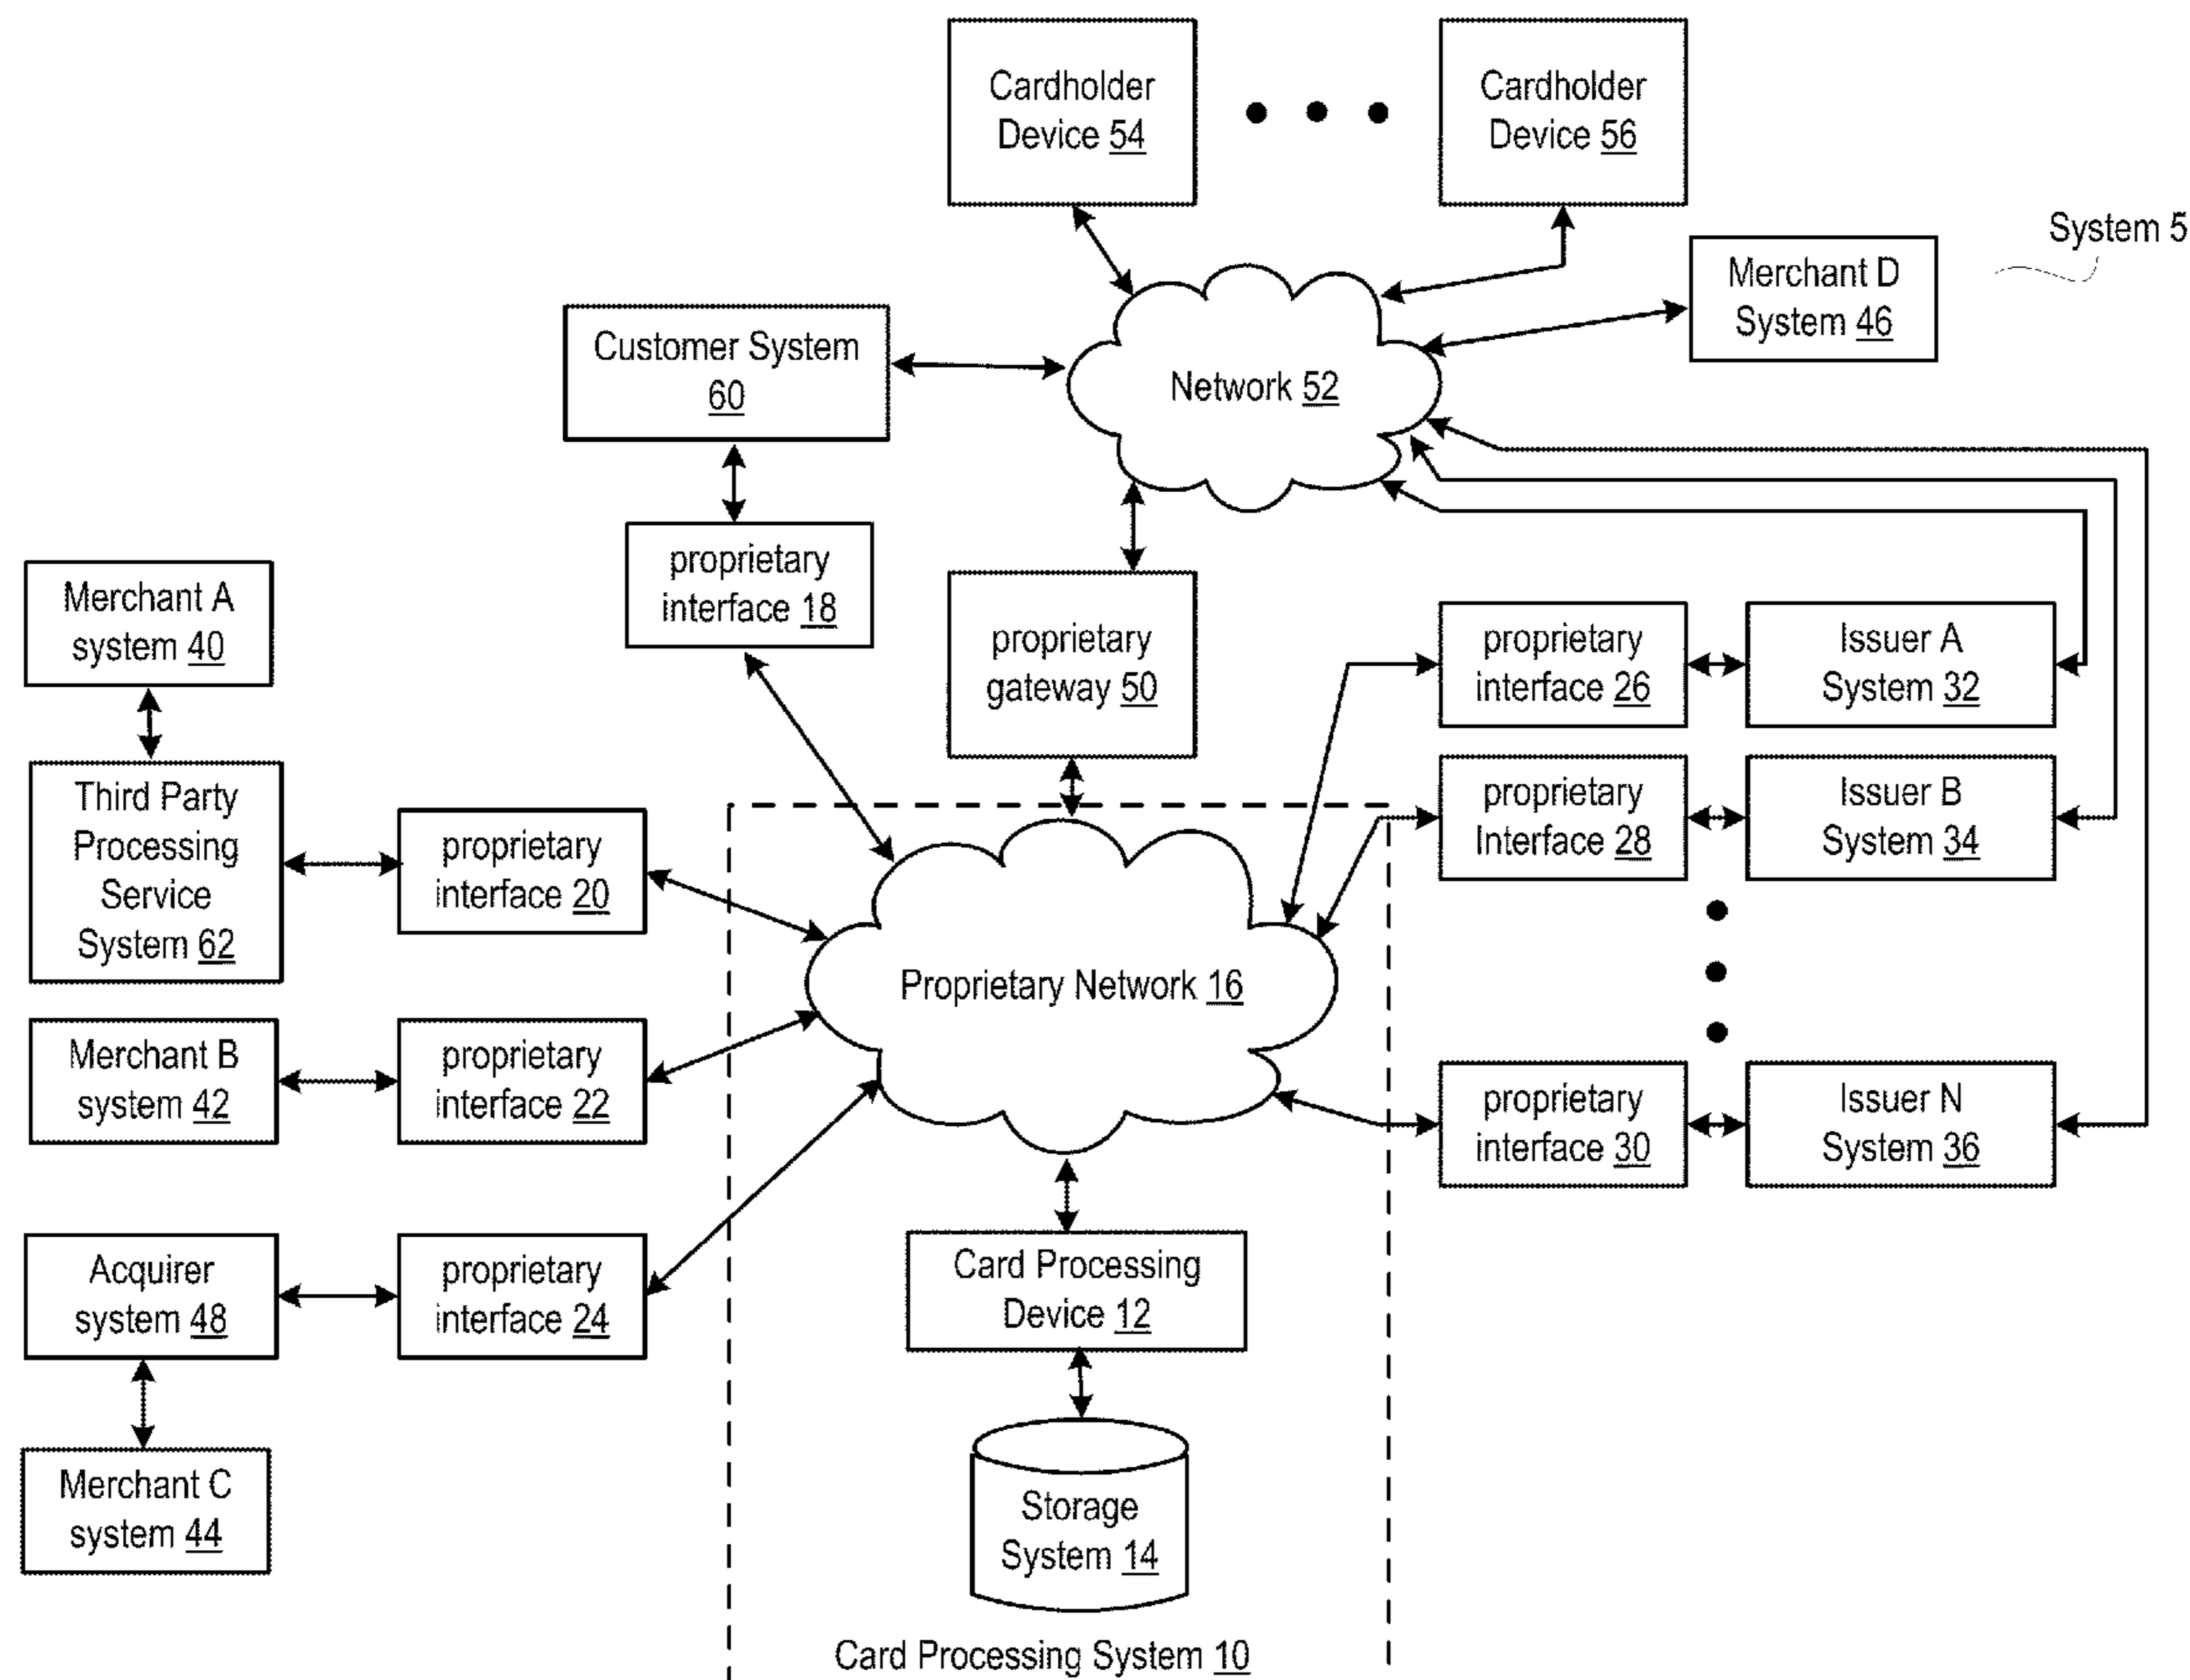 Cardholder
Device 54
Cardholder
Device 56
System 5
Merchant D
System 46
Customer System
60
Network 52
proprietary
interface 18
Merchant A
system 40
proprietary
gateway 50
proprietary
interface 26
Issuer A
System 32
Third Party
Processing
Service
System 62
proprietary
interface 20
proprietary
Interface 28
Issuer B
System 34
Proprietary Network 16
Merchant B
system 42
proprietary
interface 22
proprietary
interface 30
Issuer N
System 36
Acquirer
system 48
proprietary
interface 24
Card Processing
Device 12
Merchant C
system 44
Storage
System 14
Card Processing System 10